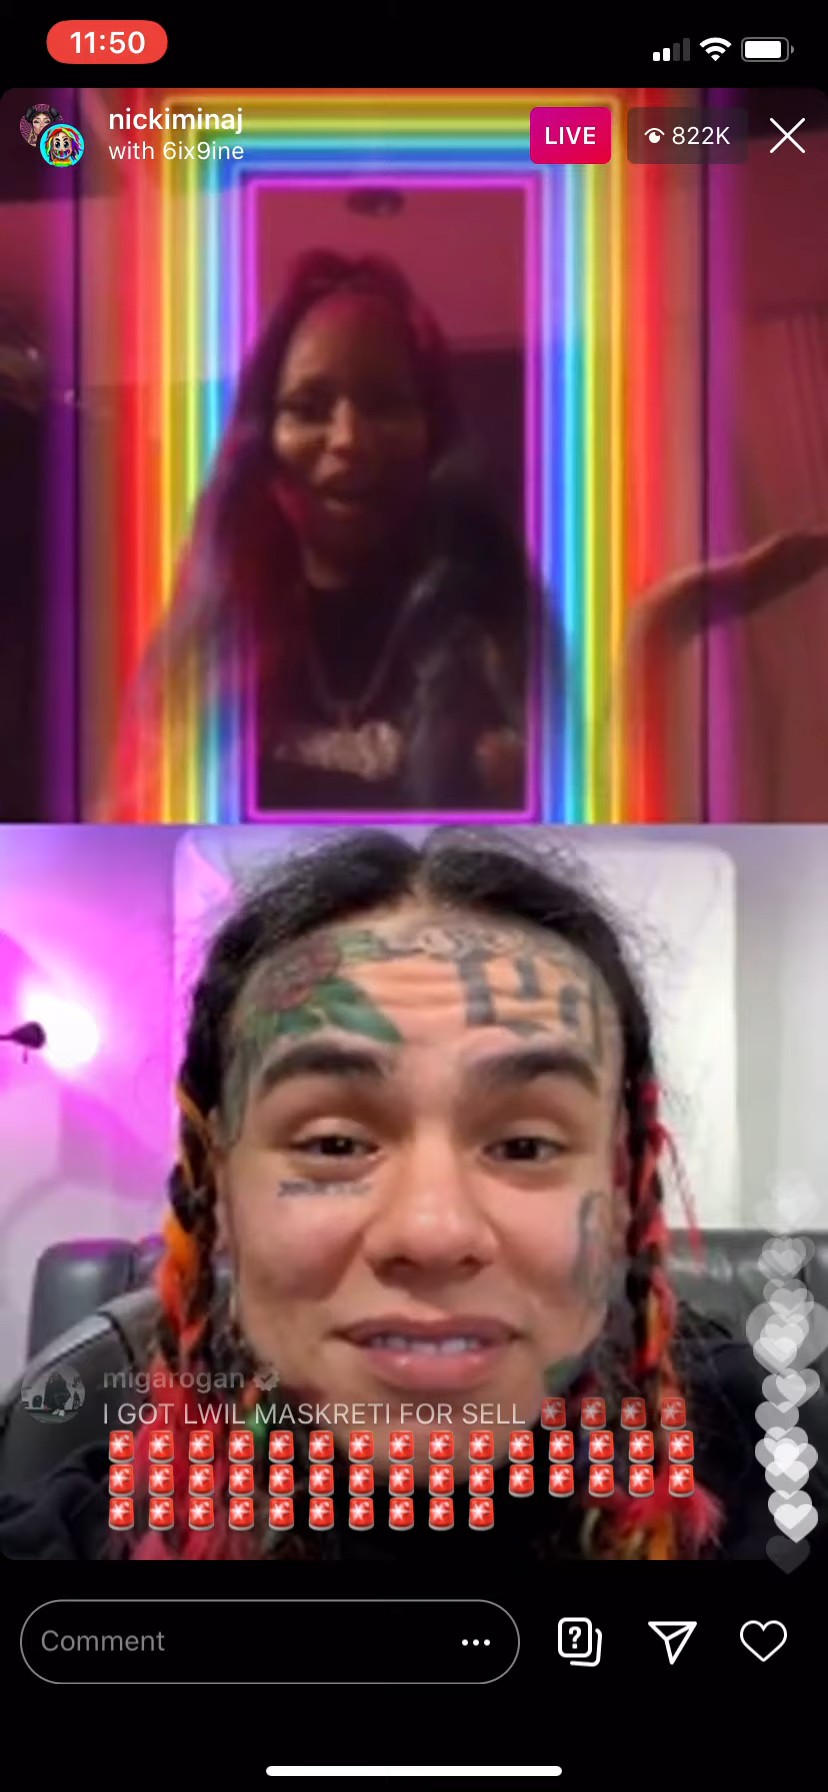 11:50
nickiminaj
with 6ix9ine
LIVE
822K
migarogan
I GOT LWIL MASKRETI FOR SELL 🚨🚨🚨🚨
🚨🚨🚨🚨🚨🚨🚨🚨🚨🚨🚨🚨🚨🚨🚨
🚨🚨🚨🚨🚨🚨🚨🚨🚨🚨🚨🚨🚨🚨🚨
🚨🚨🚨🚨🚨🚨🚨🚨🚨🚨
Comment